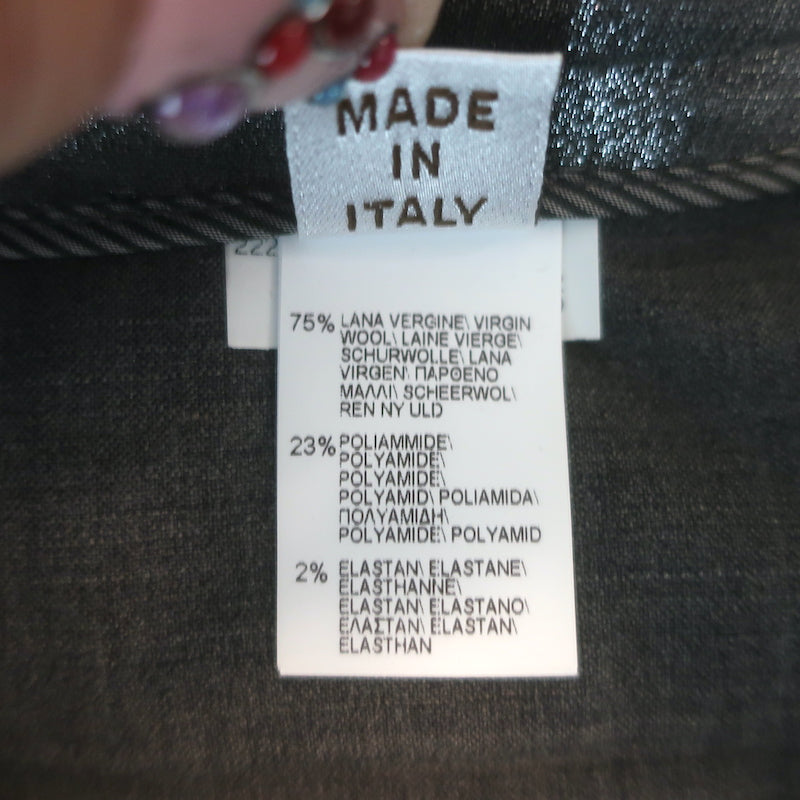 MADE
IN
ITALY
222
75% LANA VERGINE\ VIRGIN
WOOL\ LAINE VIERGE\
SCHURWOLLE\ LANA
VIRGEN\ ΠΑΡΘΕΝΟ
ΜΑΛΛΙ\ SCHEERWOL\
REN NY ULD
23% POLIAMMIDE\
POLYAMIDE\
POLYAMIDE\
POLYAMID\ POLIAMIDA\
ΠΟΛΥΑΜΙΔΗ\
POLYAMIDE\ POLYAMID
2% ELASTAN\ ELASTANE\
ELASTHANNE\
ELASTAN\ ELASTANO\
ΕΛΑΣΤΑΝ\ ELASTAN\
ELASTHAN